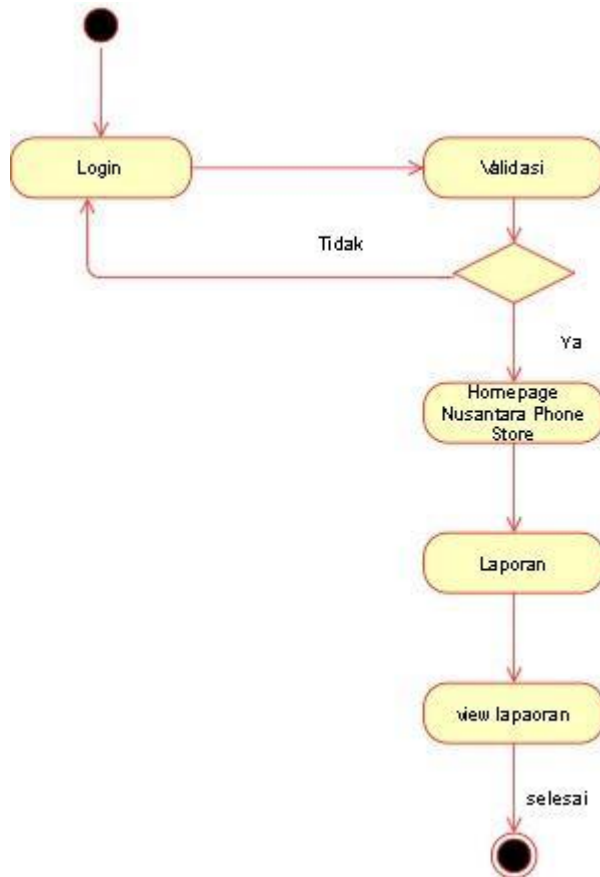 Login
Validasi
Tidak
Ya
Homepage
Nusantara Phone
Store
Laporan
view lapaoran
selesai